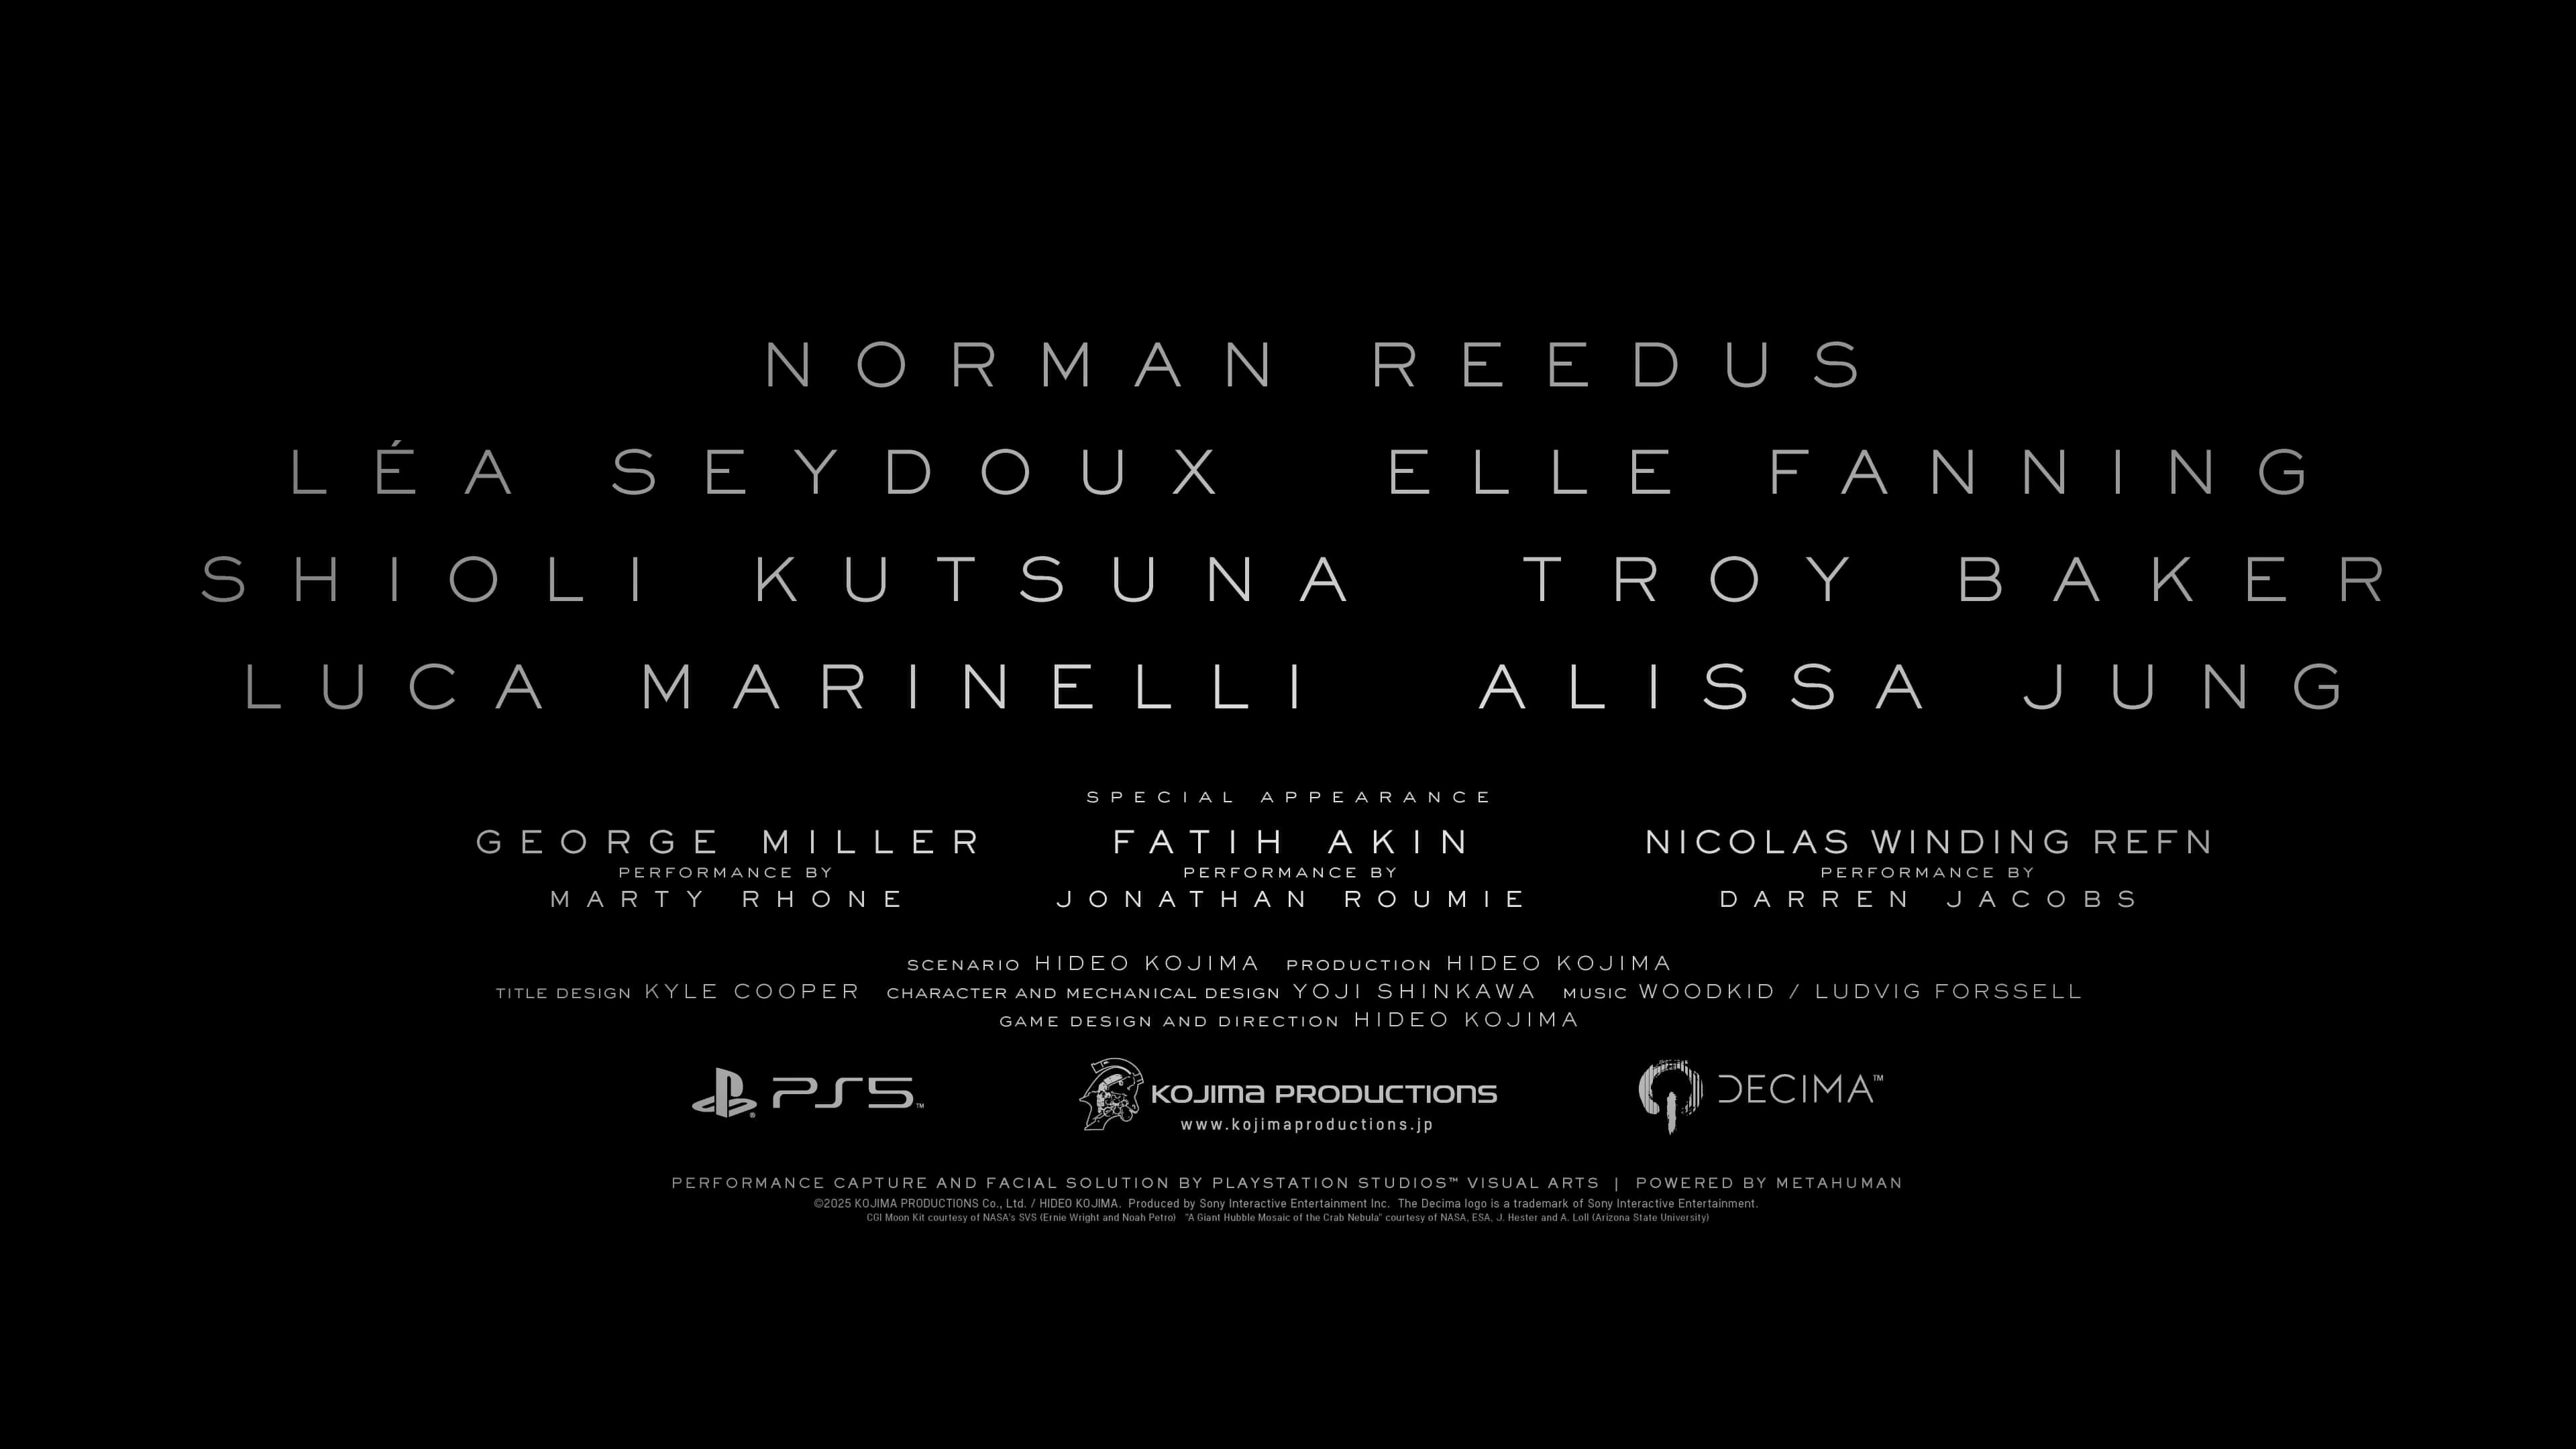 NORMAN REEDUS
LÉA SEYDOUX ELLE FANNING
SHIOLI KUTSUNA TROY BAKER
LUCA MARINELLI ALISSA JUNG
SPECIAL APPEARANCE
GEORGE MILLER FATIH AKIN NICOLAS WINDING REFN
PERFORMANCE BY PERFORMANCE BY PERFORMANCE BY
MARTY RHONE JONATHAN ROUMIE DARREN JACOBS
SCENARIO HIDEO KOJIMA PRODUCTION HIDEO KOJIMA
TITLE DESIGN KYLE COOPER CHARACTER AND MECHANICAL DESIGN YOJI SHINKAWA MUSIC WOODKID / LUDVIG FORSSELL
GAME DESIGN AND DIRECTION HIDEO KOJIMA
PS5™ KOJIMA PRODUCTIONS DECIMA™
www.kojimaproductions.jp
PERFORMANCE CAPTURE AND FACIAL SOLUTION BY PLAYSTATION STUDIOS™ VISUAL ARTS | POWERED BY METAHUMAN
©2025 KOJIMA PRODUCTIONS Co., Ltd. / HIDEO KOJIMA. Produced by Sony Interactive Entertainment Inc. The Decima logo is a trademark of Sony Interactive Entertainment.
CGI Moon Kit courtesy of NASA's SVS (Ernie Wright and Noah Petro) "A Giant Hubble Mosaic of the Crab Nebula" courtesy of NASA, ESA, J. Hester and A. Loll (Arizona State University)